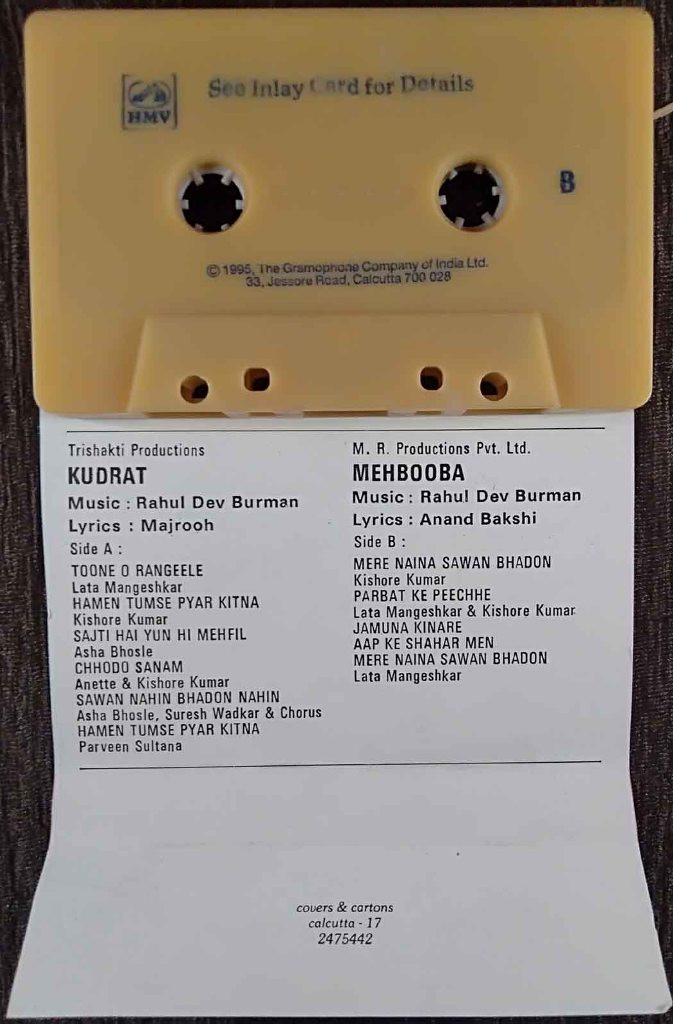 HMV
See Inlay Card for Details
B
© 1995, The Gramophone Company of India Ltd.
33, Jessore Road, Calcutta 700 028
Trishakti Productions
KUDRAT
Music : Rahul Dev Burman
Lyrics : Majrooh
Side A :
TOONE O RANGEELE
Lata Mangeshkar
HAMEN TUMSE PYAR KITNA
Kishore Kumar
SAJTI HAI YUN HI MEHFIL
Asha Bhosle
CHHODO SANAM
Anette & Kishore Kumar
SAWAN NAHIN BHADON NAHIN
Asha Bhosle, Suresh Wadkar & Chorus
HAMEN TUMSE PYAR KITNA
Parveen Sultana
M. R. Productions Pvt. Ltd.
MEHBOOBA
Music : Rahul Dev Burman
Lyrics : Anand Bakshi
Side B :
MERE NAINA SAWAN BHADON
Kishore Kumar
PARBAT KE PEECHHE
Lata Mangeshkar & Kishore Kumar
JAMUNA KINARE
AAP KE SHAHAR MEN
MERE NAINA SAWAN BHADON
Lata Mangeshkar
covers & cartons
calcutta - 17
2475442